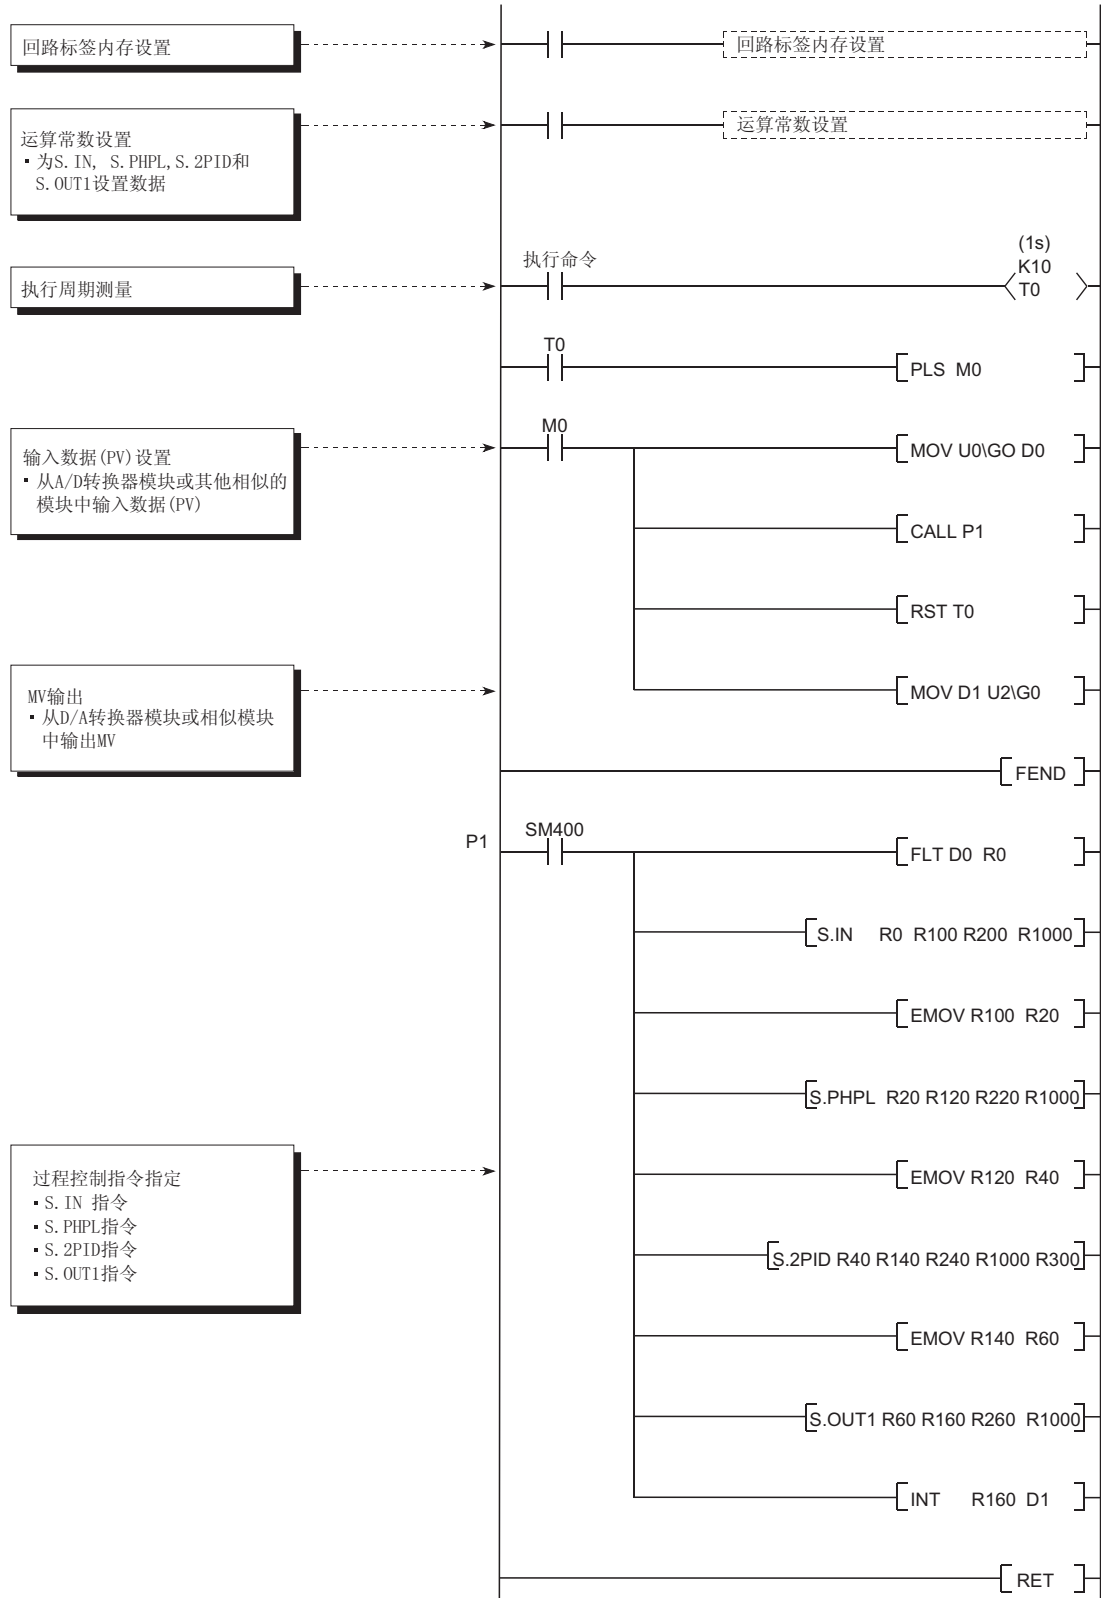 回路标签内存设置
回路标签内存设置
运算常数设置
▪ 为S.IN, S.PHPL,S.2PID和
S.OUT1设置数据
运算常数设置
执行周期测量
执行命令
(1s)
K10
T0
T0
PLS M0
输入数据(PV)设置
▪ 从A/D转换器模块或其他相似的
模块中输入数据(PV)
M0
MOV U0\GO D0
CALL P1
RST T0
MV输出
▪ 从D/A转换器模块或相似模块
中输出MV
MOV D1 U2\G0
FEND
P1
SM400
FLT D0 R0
S.IN R0 R100 R200 R1000
EMOV R100 R20
S.PHPL R20 R120 R220 R1000
过程控制指令指定
▪ S.IN 指令
▪ S.PHPL指令
▪ S.2PID指令
▪ S.OUT1指令
EMOV R120 R40
S.2PID R40 R140 R240 R1000 R300
EMOV R140 R60
S.OUT1 R60 R160 R260 R1000
INT R160 D1
RET